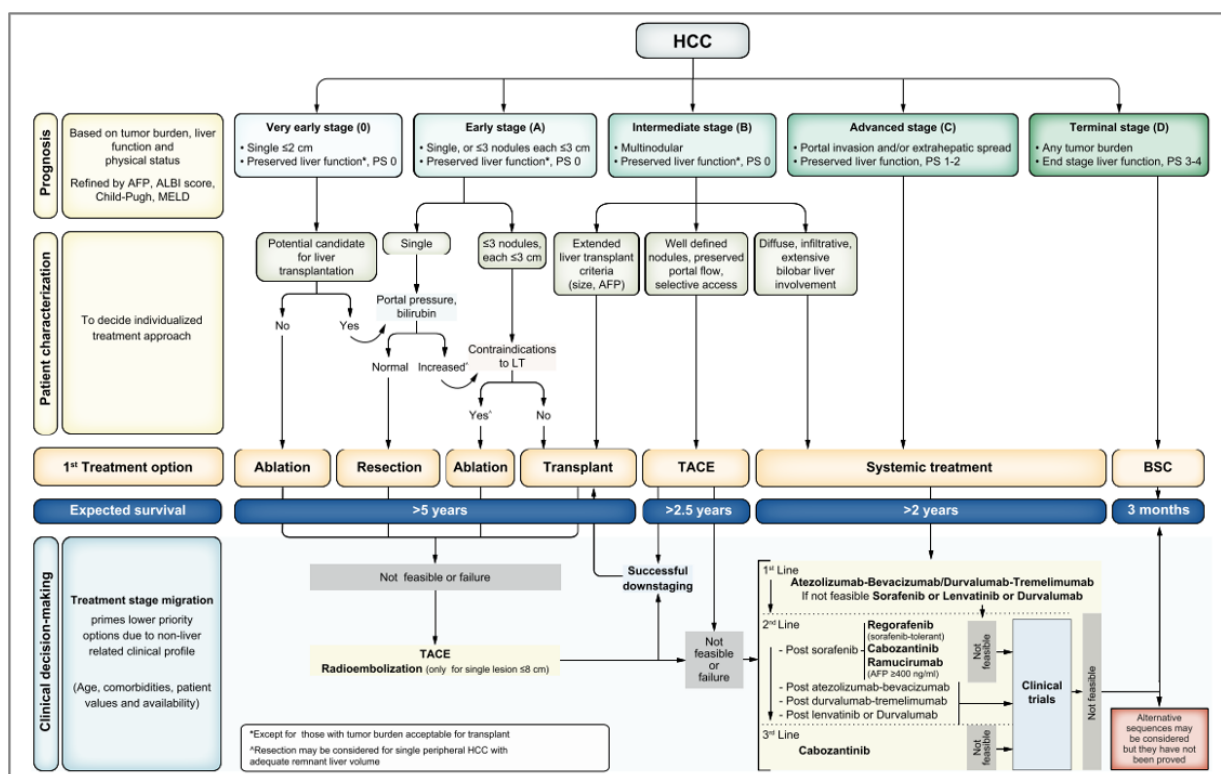 HCC
Prognosis
Based on tumor burden, liver
function and
physical status
Refined by AFP, ALBI score,
Child-Pugh, MELD
Very early stage (0)
• Single ≤2 cm
• Preserved liver function*, PS 0
Early stage (A)
• Single, or ≤3 nodules each ≤3 cm
• Preserved liver function*, PS 0
Intermediate stage (B)
• Multinodular
• Preserved liver function*, PS 0
Advanced stage (C)
• Portal invasion and/or extrahepatic spread
• Preserved liver function, PS 1-2
Terminal stage (D)
• Any tumor burden
• End stage liver function, PS 3-4
Patient characterization
To decide individualized
treatment approach
Potential candidate
for liver
transplantation
Single
≤3 nodules,
each ≤3 cm
Extended
liver transplant
criteria
(size, AFP)
Well defined
nodules, preserved
portal flow,
selective access
Diffuse, infiltrative,
extensive
bilobar liver
involvement
No
Yes
Portal pressure,
bilirubin
Normal
Increased^
Contraindications
to LT
Yes^
No
1st Treatment option
Ablation
Resection
Ablation
Transplant
TACE
Systemic treatment
BSC
Expected survival
>5 years
>2.5 years
>2 years
3 months
Clinical decision-making
Treatment stage migration
primes lower priority
options due to non-liver
related clinical profile
(Age, comorbidities, patient
values and availability)
Not feasible or failure
Successful
downstaging
TACE
Radioembolization (only for single lesion ≤8 cm)
Not
feasible
or
failure
1st Line
Atezolizumab-Bevacizumab/Durvalumab-Tremelimumab
If not feasible Sorafenib or Lenvatinib or Durvalumab
2nd Line
- Post sorafenib
Regorafenib
(sorafenib-tolerant)
Cabozantinib
Ramucirumab
(AFP ≥400 ng/ml)
Not
feasible
- Post atezolizumab-bevacizumab
- Post durvalumab-tremelimumab
- Post lenvatinib or Durvalumab
Clinical
trials
Not feasible
3rd Line
Cabozantinib
Not
feasible
Alternative
sequences may
be considered
but they have not
been proved
*Except for those with tumor burden acceptable for transplant
^Resection may be considered for single peripheral HCC with
adequate remnant liver volume